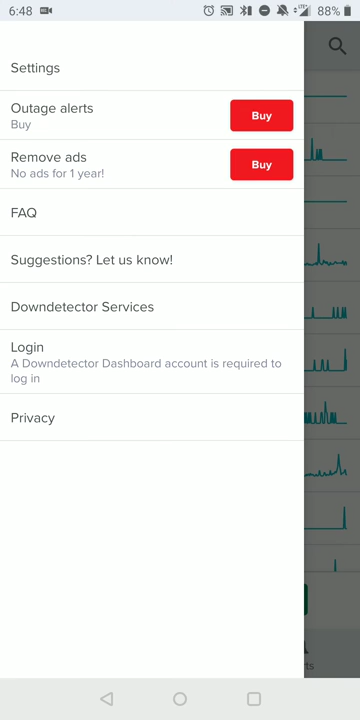 6:48
88%
Settings
Outage alerts
Buy
Buy
Remove ads
No ads for 1 year!
Buy
FAQ
Suggestions? Let us know!
Downdetector Services
Login
A Downdetector Dashboard account is required to
log in
Privacy